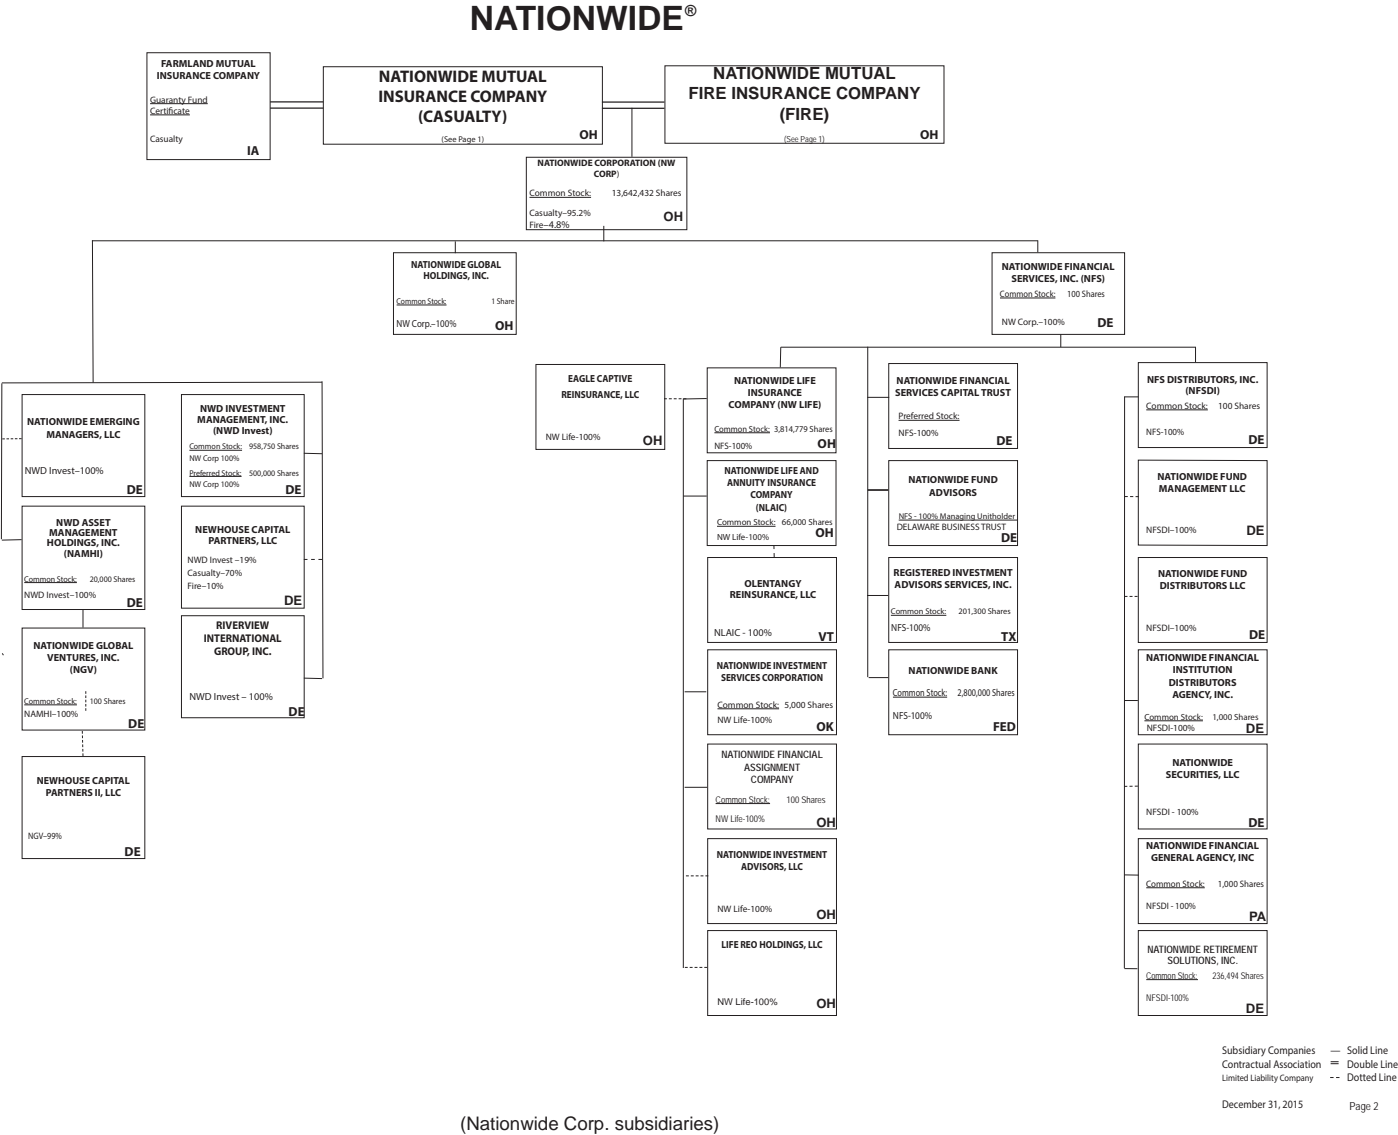 NATIONWIDE®
FARMLAND MUTUAL
INSURANCE COMPANY
Guaranty Fund
Certificate
Casualty
IA
NATIONWIDE MUTUAL
INSURANCE COMPANY
(CASUALTY)
(See Page 1)
OH
NATIONWIDE MUTUAL
FIRE INSURANCE COMPANY
(FIRE)
(See Page 1)
OH
NATIONWIDE CORPORATION (NW
CORP)
Common Stock: 13,642,432 Shares
Casualty–95.2%
Fire–4.8%
OH
NATIONWIDE GLOBAL
HOLDINGS, INC.
Common Stock: 1 Share
NW Corp.–100%
OH
NATIONWIDE FINANCIAL
SERVICES, INC. (NFS)
Common Stock: 100 Shares
NW Corp.–100%
DE
NATIONWIDE EMERGING
MANAGERS, LLC
NWD Invest–100%
DE
NWD ASSET
MANAGEMENT
HOLDINGS, INC.
(NAMHI)
Common Stock: 20,000 Shares
NWD Invest–100%
DE
NATIONWIDE GLOBAL
VENTURES, INC.
(NGV)
Common Stock: 100 Shares
NAMHI–100%
DE
NEWHOUSE CAPITAL
PARTNERS II, LLC
NGV–99%
DE
NWD INVESTMENT
MANAGEMENT, INC.
(NWD Invest)
Common Stock: 958,750 Shares
NW Corp 100%
Preferred Stock: 500,000 Shares
NW Corp 100%
DE
NEWHOUSE CAPITAL
PARTNERS, LLC
NWD Invest –19%
Casualty–70%
Fire–10%
DE
RIVERVIEW
INTERNATIONAL
GROUP, INC.
NWD Invest – 100%
DE
EAGLE CAPTIVE
REINSURANCE, LLC
NW Life-100%
OH
NATIONWIDE LIFE
INSURANCE
COMPANY (NW LIFE)
Common Stock: 3,814,779 Shares
NFS-100%
OH
NATIONWIDE LIFE AND
ANNUITY INSURANCE
COMPANY
(NLAIC)
Common Stock: 66,000 Shares
NW Life-100%
OH
OLENTANGY
REINSURANCE, LLC
NLAIC - 100%
VT
NATIONWIDE INVESTMENT
SERVICES CORPORATION
Common Stock: 5,000 Shares
NW Life-100%
OK
NATIONWIDE FINANCIAL
ASSIGNMENT
COMPANY
Common Stock: 100 Shares
NW Life-100%
OH
NATIONWIDE INVESTMENT
ADVISORS, LLC
NW Life-100%
OH
LIFE REO HOLDINGS, LLC
NW Life-100%
OH
NATIONWIDE FINANCIAL
SERVICES CAPITAL TRUST
Preferred Stock:
NFS-100%
DE
NATIONWIDE FUND
ADVISORS
NFS - 100% Managing Unitholder
DELAWARE BUSINESS TRUST
DE
REGISTERED INVESTMENT
ADVISORS SERVICES, INC.
Common Stock: 201,300 Shares
NFS-100%
TX
NATIONWIDE BANK
Common Stock: 2,800,000 Shares
NFS-100%
FED
NFS DISTRIBUTORS, INC.
(NFSDI)
Common Stock: 100 Shares
NFS-100%
DE
NATIONWIDE FUND
MANAGEMENT LLC
NFSDI–100%
DE
NATIONWIDE FUND
DISTRIBUTORS LLC
NFSDI–100%
DE
NATIONWIDE FINANCIAL
INSTITUTION
DISTRIBUTORS
AGENCY, INC.
Common Stock: 1,000 Shares
NFSDI-100%
DE
NATIONWIDE
SECURITIES, LLC
NFSDI - 100%
DE
NATIONWIDE FINANCIAL
GENERAL AGENCY, INC
Common Stock: 1,000 Shares
NFSDI - 100%
PA
NATIONWIDE RETIREMENT
SOLUTIONS, INC.
Common Stock: 236,494 Shares
NFSDI-100%
DE
Subsidiary Companies — Solid Line
Contractual Association = Double Line
Limited Liability Company -- Dotted Line
December 31, 2015 Page 2
(Nationwide Corp. subsidiaries)